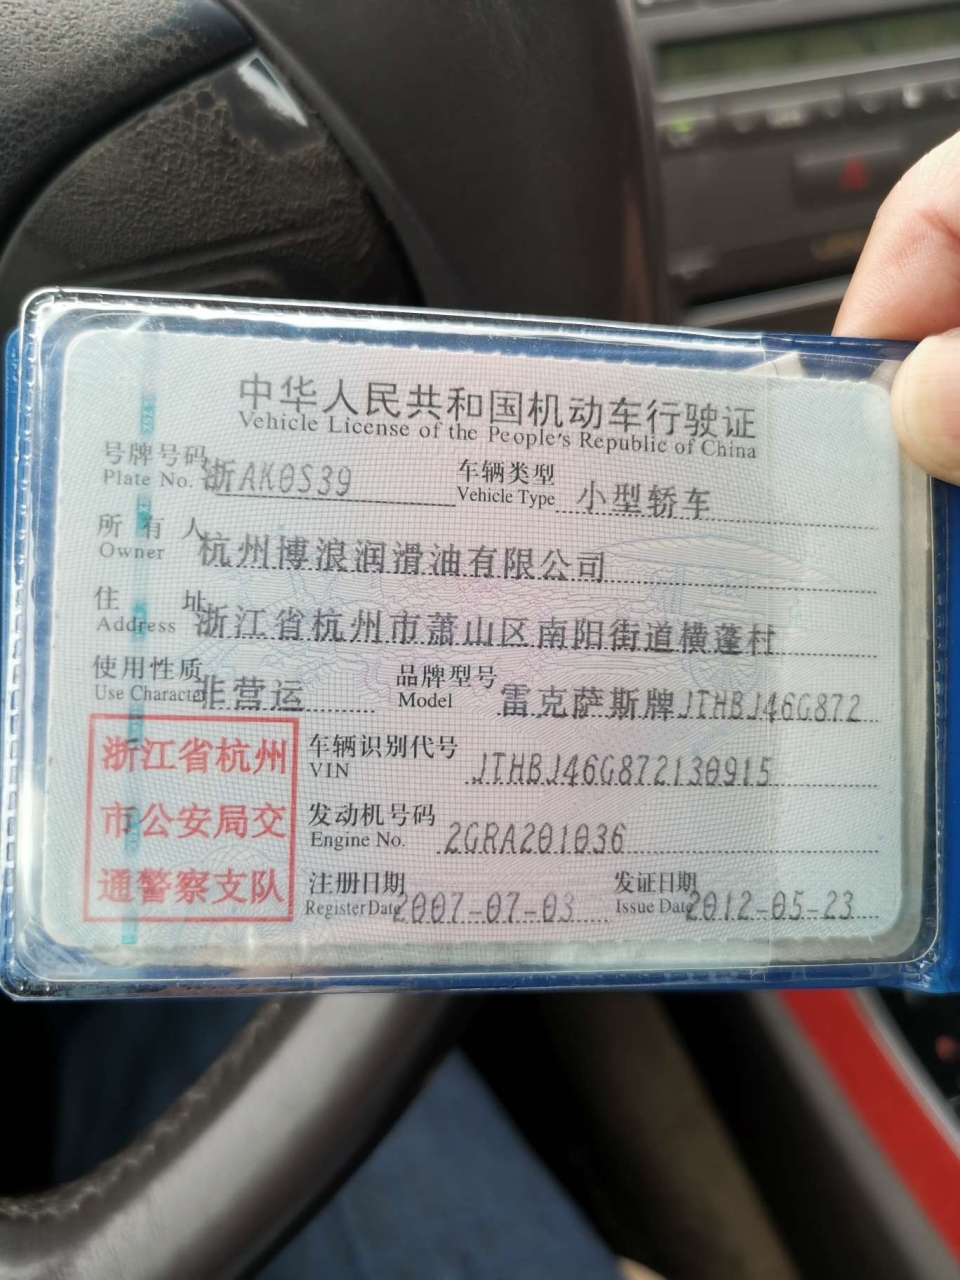 中华人民共和国机动车行驶证
Vehicle License of the People's Republic of China
号牌号码 浙AK0S39 车辆类型 小型轿车
Plate No. Vehicle Type
所有人 杭州博浪润滑油有限公司
Owner
住址 浙江省杭州市萧山区南阳街道横蓬村
Address
使用性质 非营运 品牌型号 雷克萨斯牌JTHBJ46G872
Use Character Model
浙江省杭州
市公安局交
通警察支队
车辆识别代号 JTHBJ46G872130915
VIN
发动机号码 2GRA201036
Engine No.
注册日期 2007-07-03 发证日期 2012-05-23
Register Date Issue Date